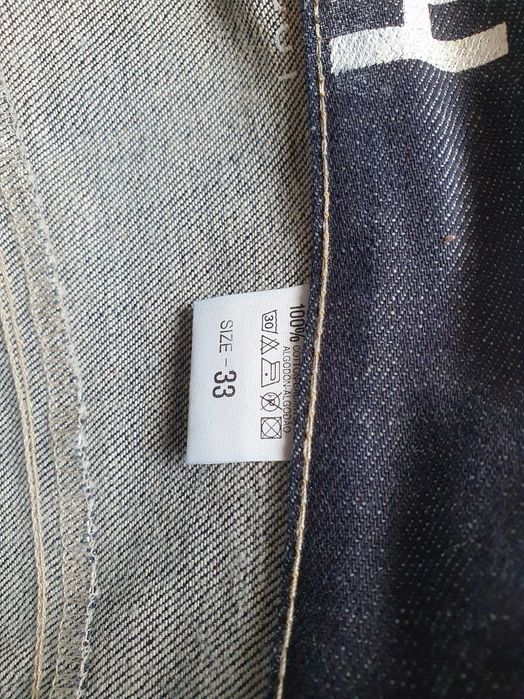 100% COTTON
ALGODON-ALGODÃO
30
SIZE - 33